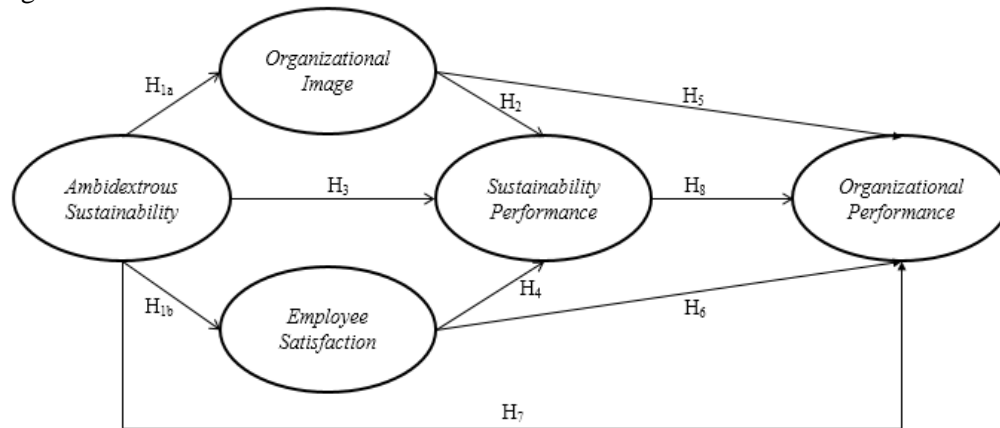 Organizational
Image
H1a
H2
H5
Ambidextrous
Sustainability
H3
Sustainability
Performance
H8
Organizational
Performance
H1b
H4
H6
Employee
Satisfaction
H7